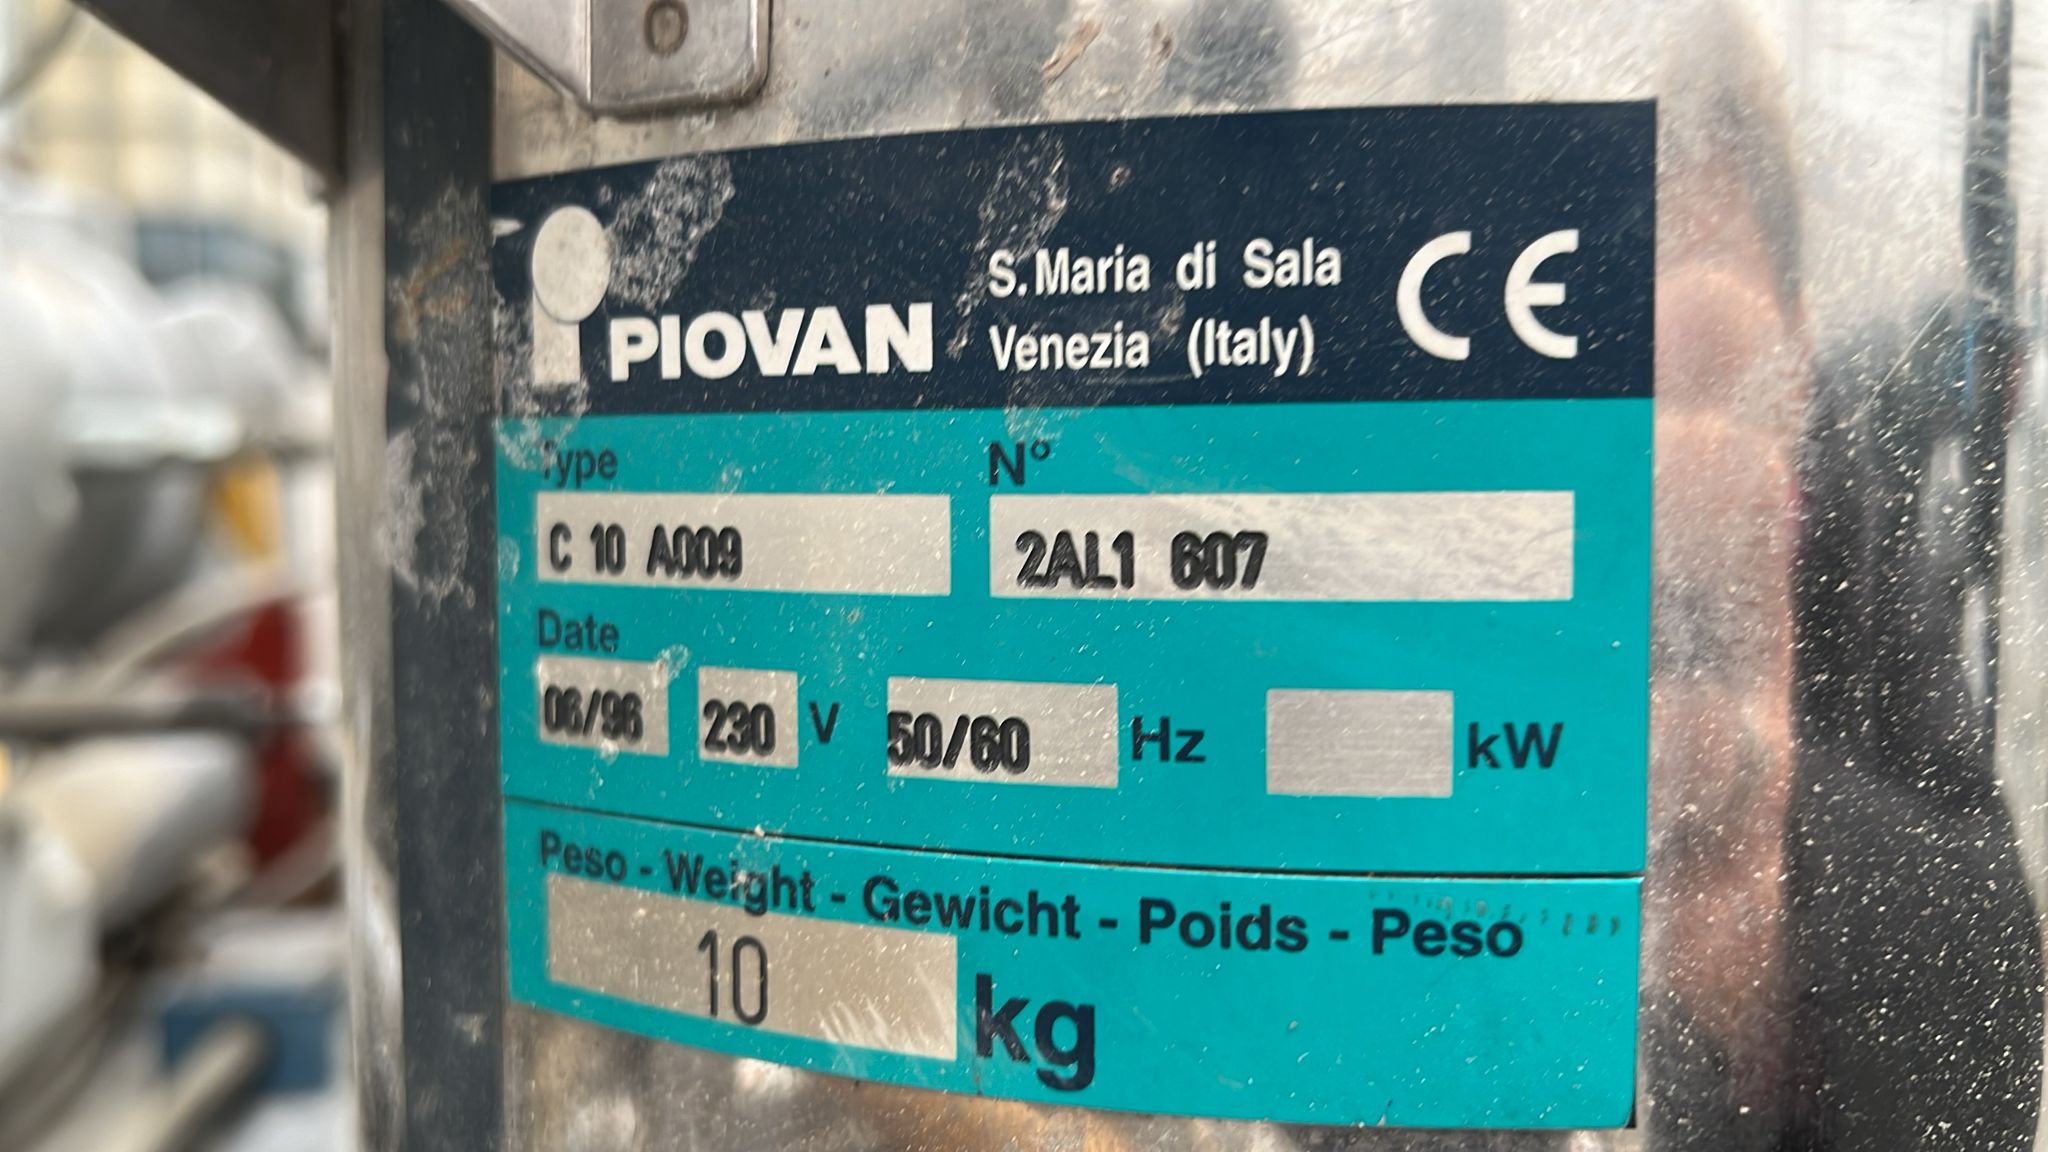 PIOVAN
S. Maria di Sala
Venezia (Italy)
CE
Type
N°
C 10 A009
2AL1 607
Date
06/96 230 V 50/60 Hz kW
Peso - Weight - Gewicht - Poids - Peso
10 kg